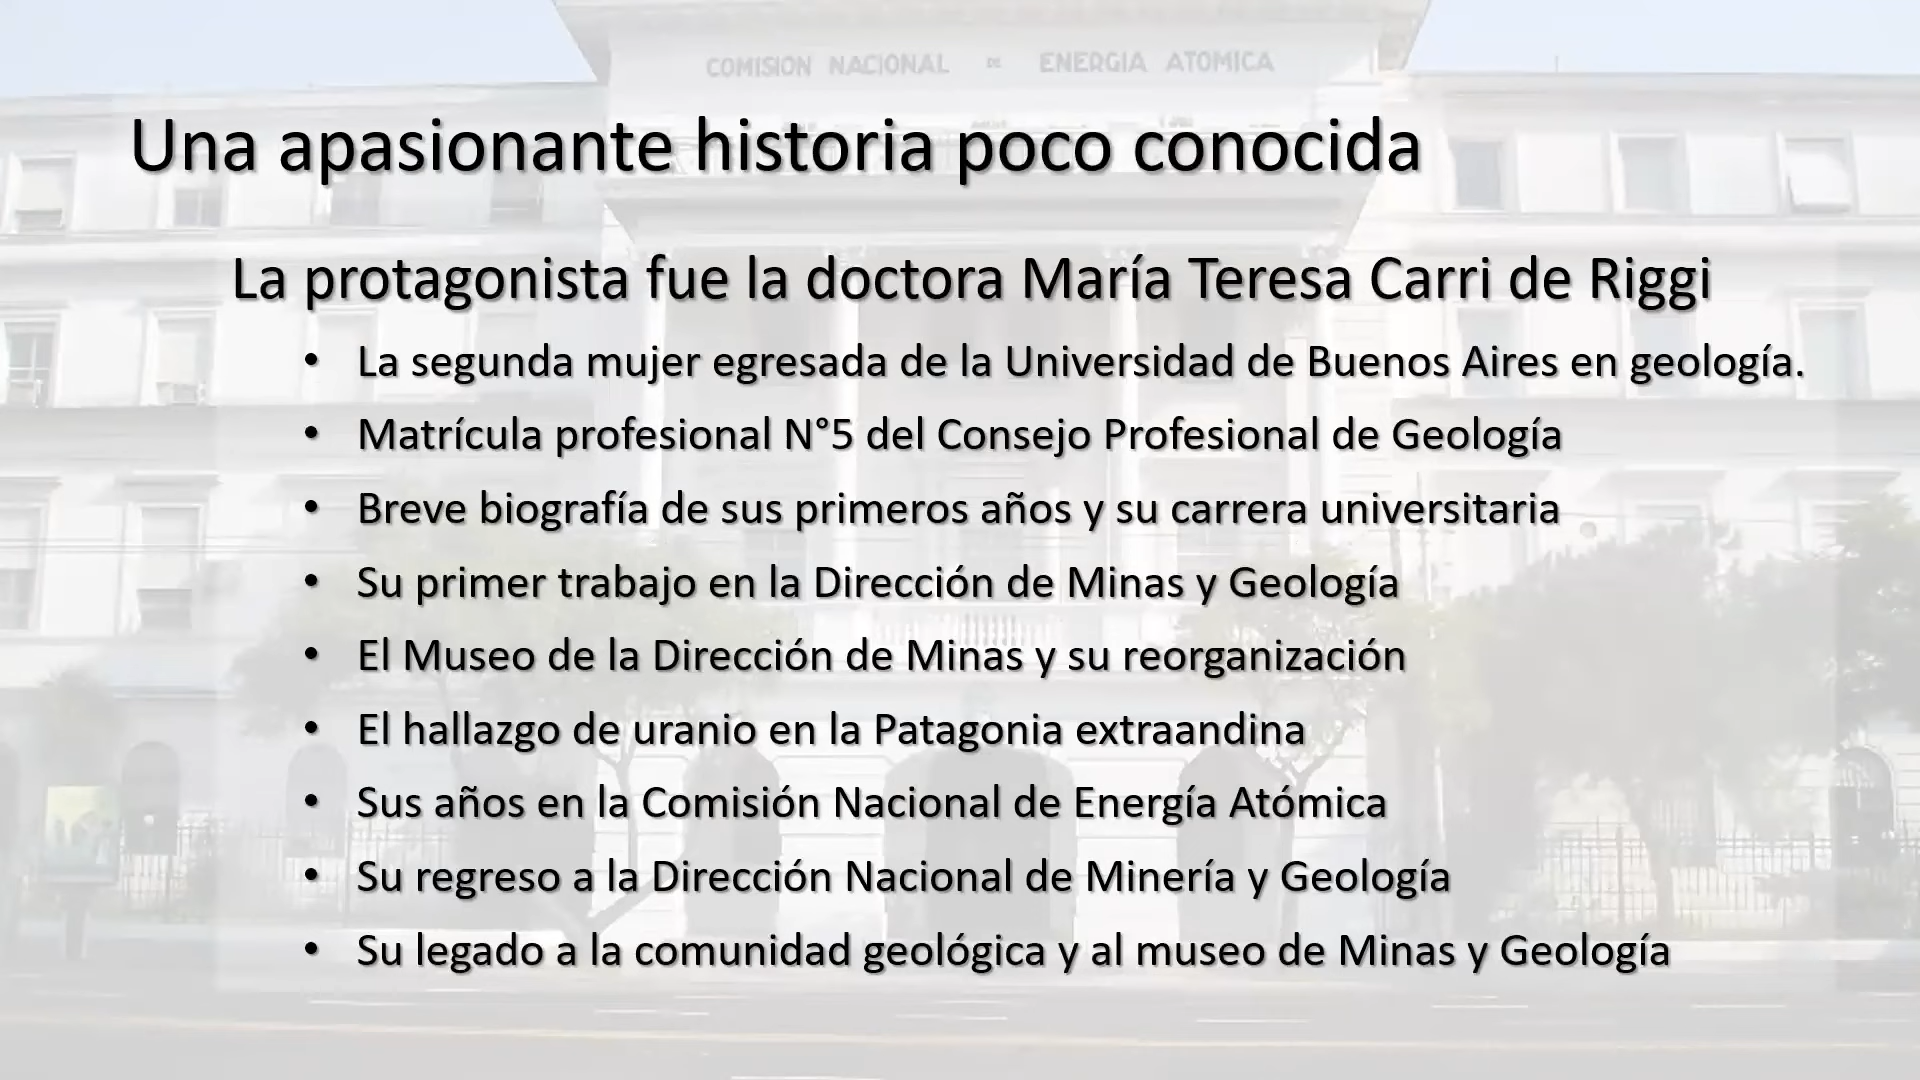 COMISION NACIONAL DE ENERGIA ATOMICA
Una apasionante historia poco conocida
La protagonista fue la doctora María Teresa Carri de Riggi
• La segunda mujer egresada de la Universidad de Buenos Aires en geología.
• Matrícula profesional N°5 del Consejo Profesional de Geología
• Breve biografía de sus primeros años y su carrera universitaria
• Su primer trabajo en la Dirección de Minas y Geología
• El Museo de la Dirección de Minas y su reorganización
• El hallazgo de uranio en la Patagonia extraandina
• Sus años en la Comisión Nacional de Energía Atómica
• Su regreso a la Dirección Nacional de Minería y Geología
• Su legado a la comunidad geológica y al museo de Minas y Geología